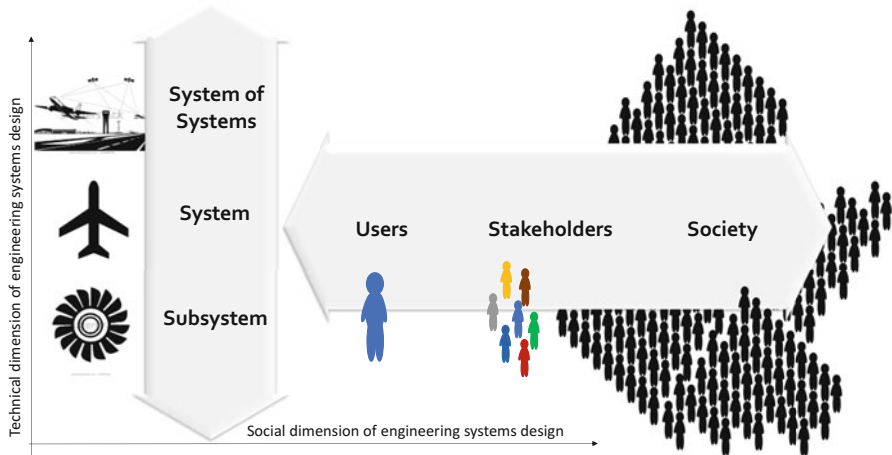 Technical dimension of engineering systems design
System of
Systems
System
Subsystem
Users
Stakeholders
Society
Social dimension of engineering systems design